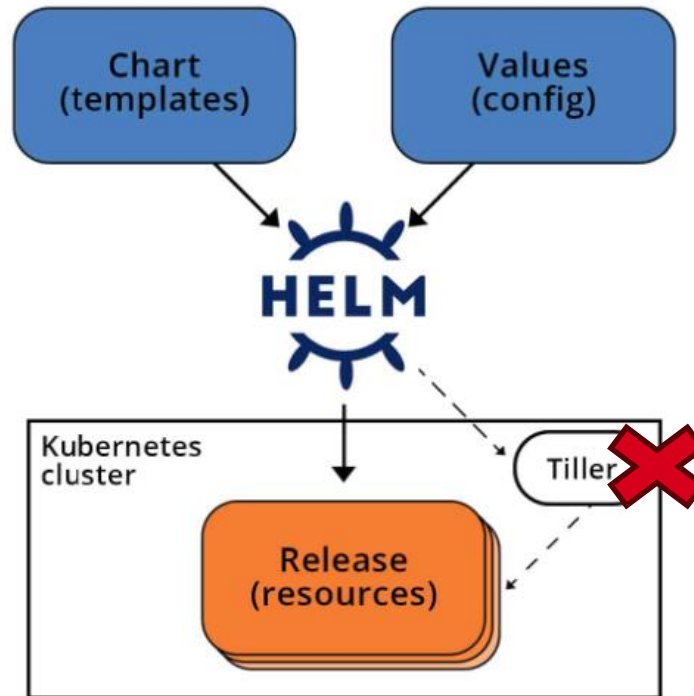 Chart
(templates)
Values
(config)
HELM
Kubernetes
cluster
Tiller
Release
(resources)